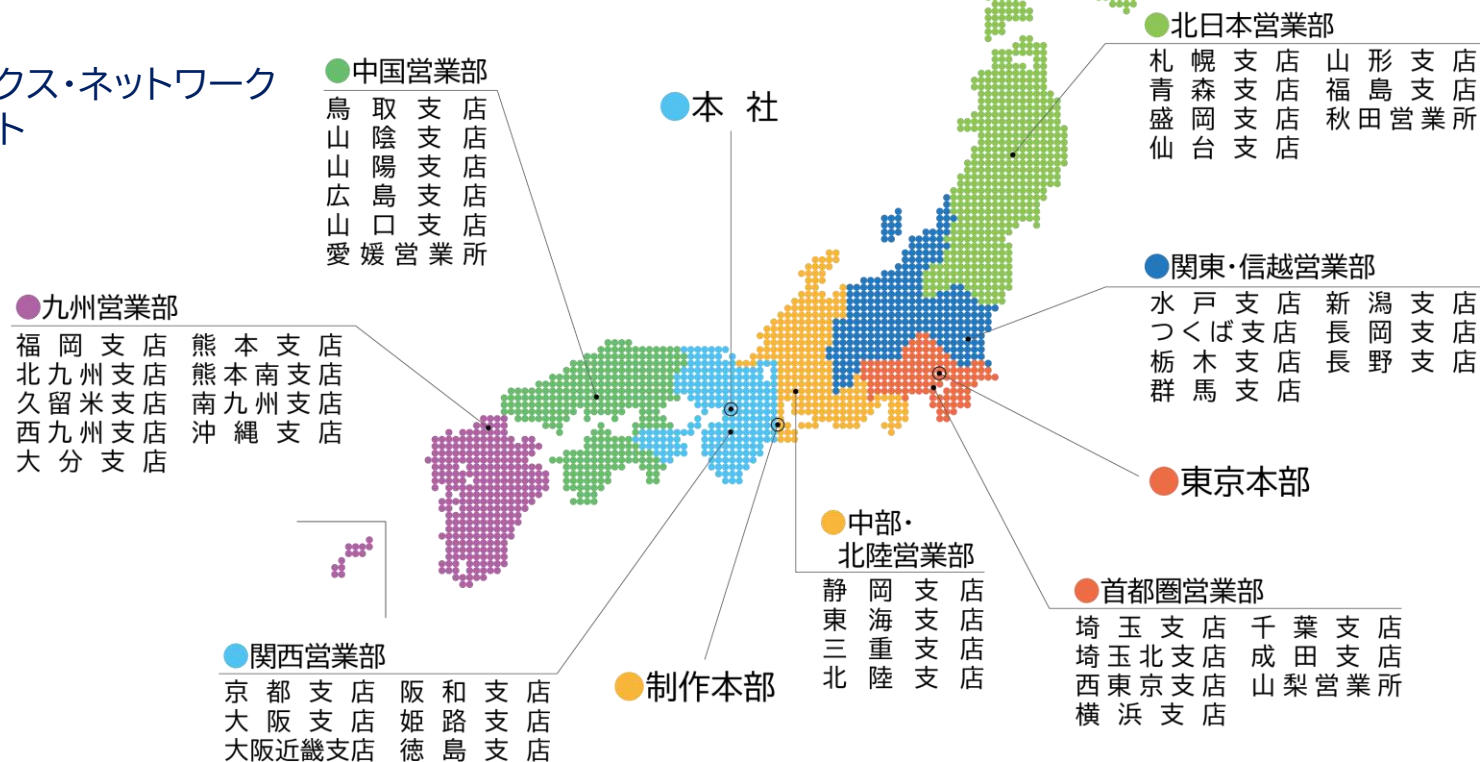 クス・ネットワーク
ト
中国営業部
鳥取支店
山陰支店
山陽支店
広島支店
山口支店
愛媛営業所
本社
北日本営業部
札幌支店 山形支店
青森支店 福島支店
盛岡支店 秋田営業所
仙台支店
関東・信越営業部
水戸支店 新潟支店
つくば支店 長岡支店
栃木支店 長野支店
群馬支店
九州営業部
福岡支店 熊本支店
北九州支店 熊本南支店
久留米支店 南九州支店
西九州支店 沖縄支店
大分支店
東京本部
中部・
北陸営業部
静岡支店
東海支店
三重支店
北陸支店
首都圏営業部
埼玉支店 千葉支店
埼玉北支店 成田支店
西東京支店 山梨営業所
横浜支店
関西営業部
京都支店 阪和支店
大阪支店 姫路支店
大阪近畿支店 徳島支店
制作本部